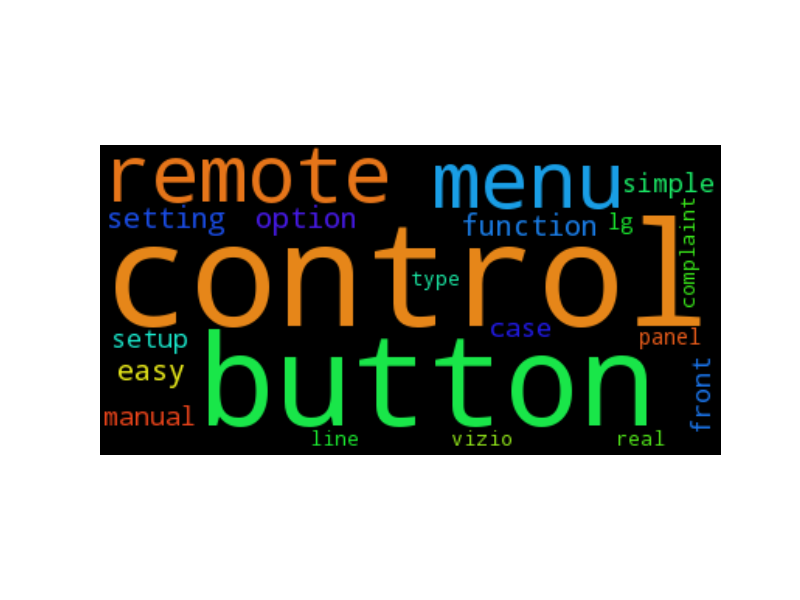 remote
menu
simple
setting
option
function
lg
complaint
control
type
case
setup
panel
button
easy
front
manual
line
vizio
real